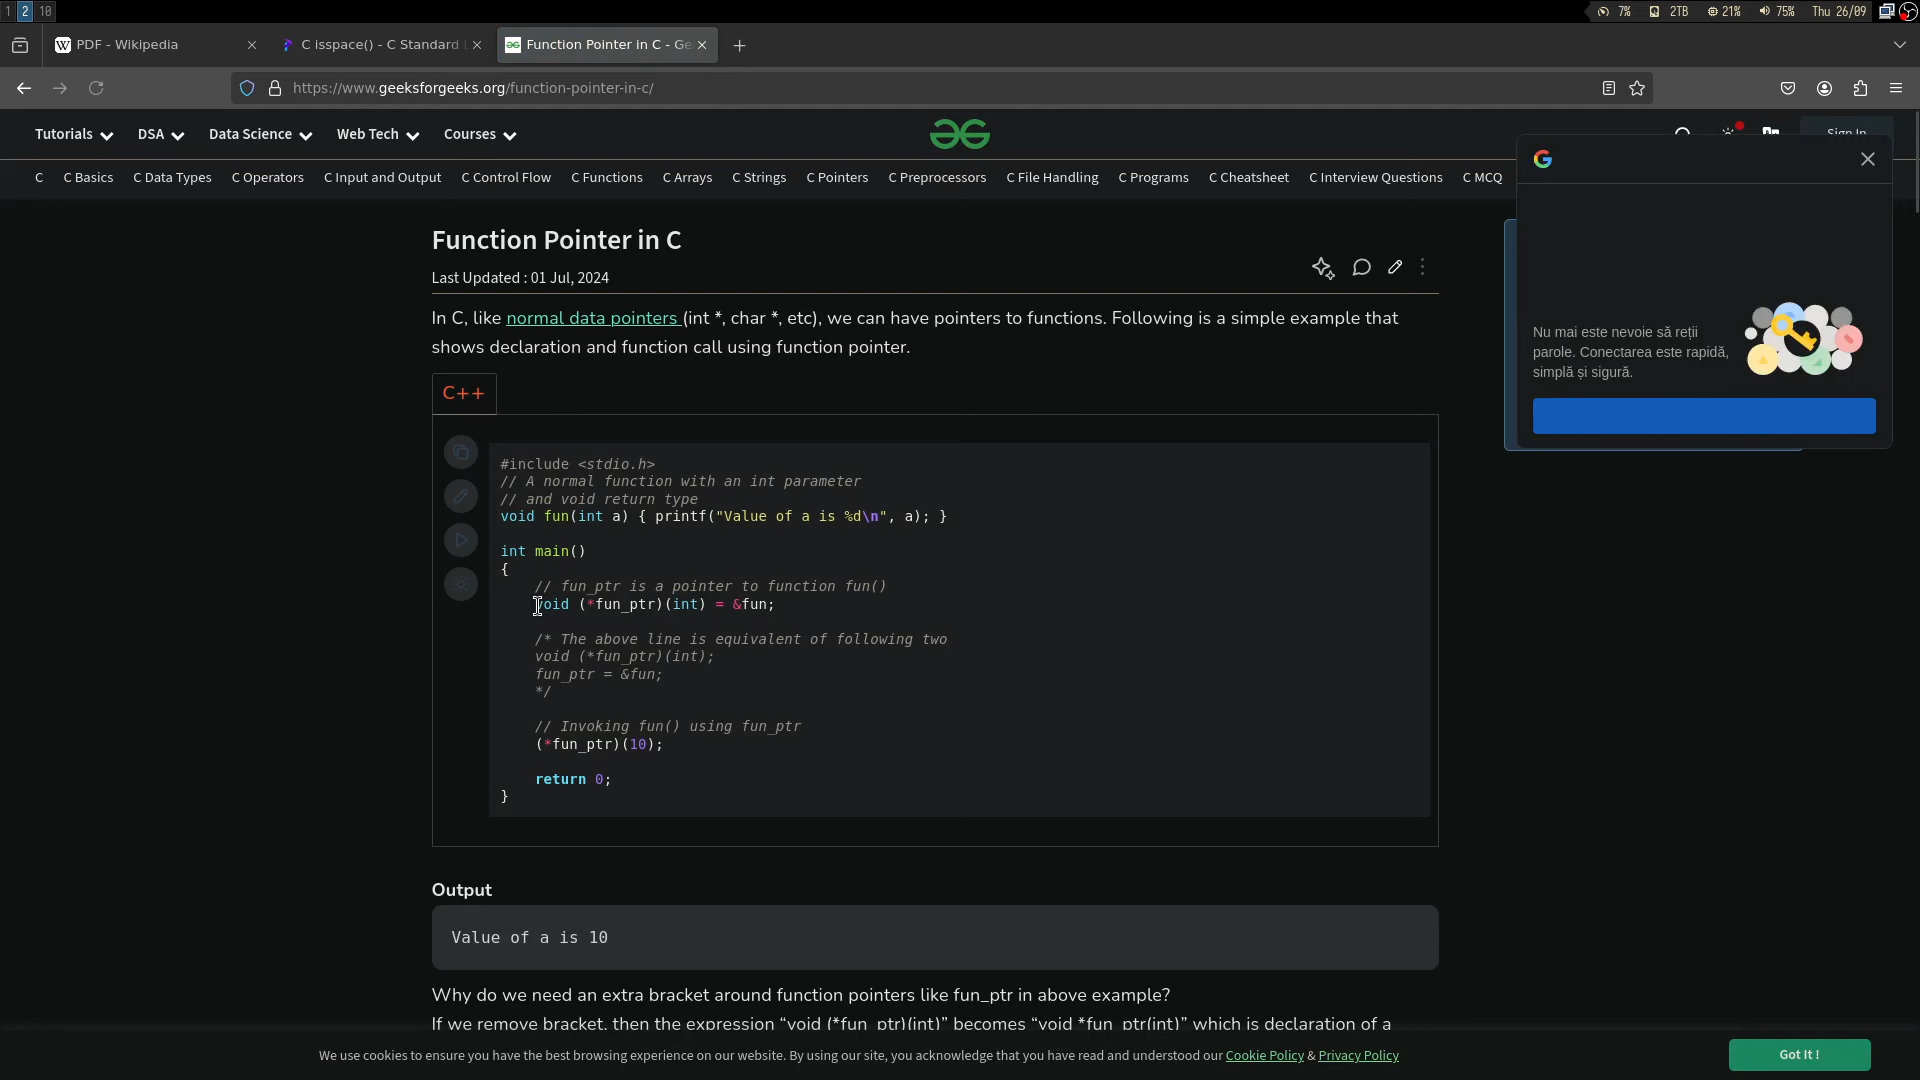 1 2 10
7% 2TB 21% 75% Thu 26/09
PDF - Wikipedia
C isspace() - C Standard L
Function Pointer in C - Ge
https://www.geeksforgeeks.org/function-pointer-in-c/
Tutorials DSA Data Science Web Tech Courses
Sign In
C C Basics C Data Types C Operators C Input and Output C Control Flow C Functions C Arrays C Strings C Pointers C Preprocessors C File Handling C Programs C Cheatsheet C Interview Questions C MCQ
Function Pointer in C
Last Updated : 01 Jul, 2024
In C, like normal data pointers (int *, char *, etc), we can have pointers to functions. Following is a simple example that
shows declaration and function call using function pointer.
Nu mai este nevoie să reții
parole. Conectarea este rapidă,
simplă și sigură.
C++
#include <stdio.h>
// A normal function with an int parameter
// and void return type
void fun(int a) { printf("Value of a is %d\n", a); }
int main()
{
// fun_ptr is a pointer to function fun()
void (*fun_ptr)(int) = &fun;
/* The above line is equivalent of following two
void (*fun_ptr)(int);
fun_ptr = &fun;
*/
// Invoking fun() using fun_ptr
(*fun_ptr)(10);
return 0;
}
Output
Value of a is 10
Why do we need an extra bracket around function pointers like fun_ptr in above example?
If we remove bracket, then the expression “void (*fun_ptr)(int)” becomes “void *fun_ptr(int)” which is declaration of a
We use cookies to ensure you have the best browsing experience on our website. By using our site, you acknowledge that you have read and understood our Cookie Policy & Privacy Policy
Got It !